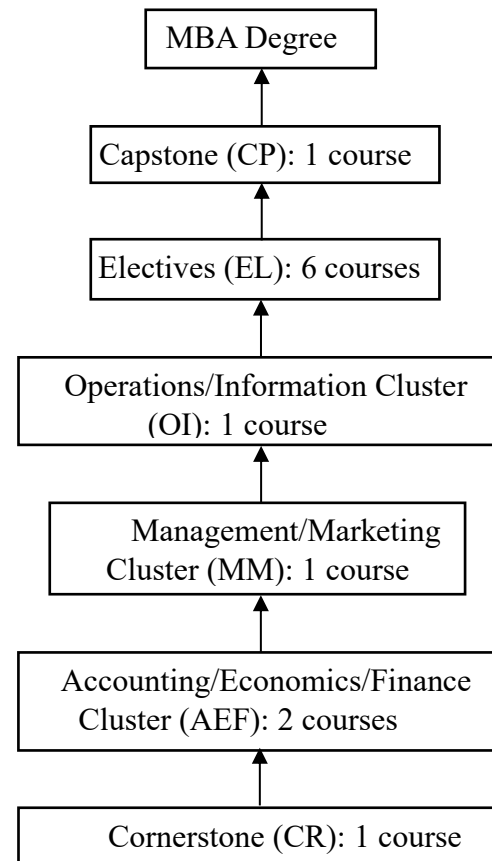 MBA Degree
Capstone (CP): 1 course
Electives (EL): 6 courses
Operations/Information Cluster
(OI): 1 course
Management/Marketing
Cluster (MM): 1 course
Accounting/Economics/Finance
Cluster (AEF): 2 courses
Cornerstone (CR): 1 course